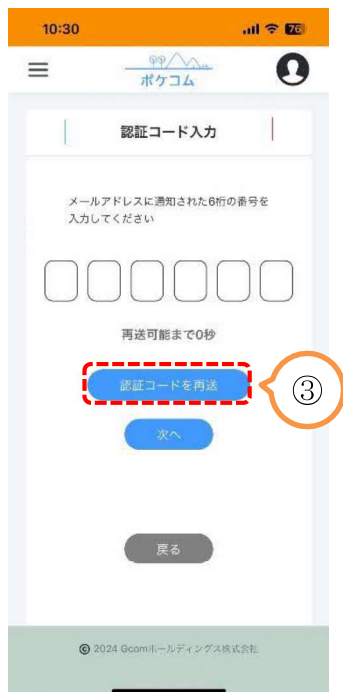 10:30
76
ポケコム
認証コード入力
メールアドレスに通知された6桁の番号を
入力してください
再送可能まで0秒
認証コードを再送
③
次へ
戻る
© 2024 Gcomホールディングス株式会社